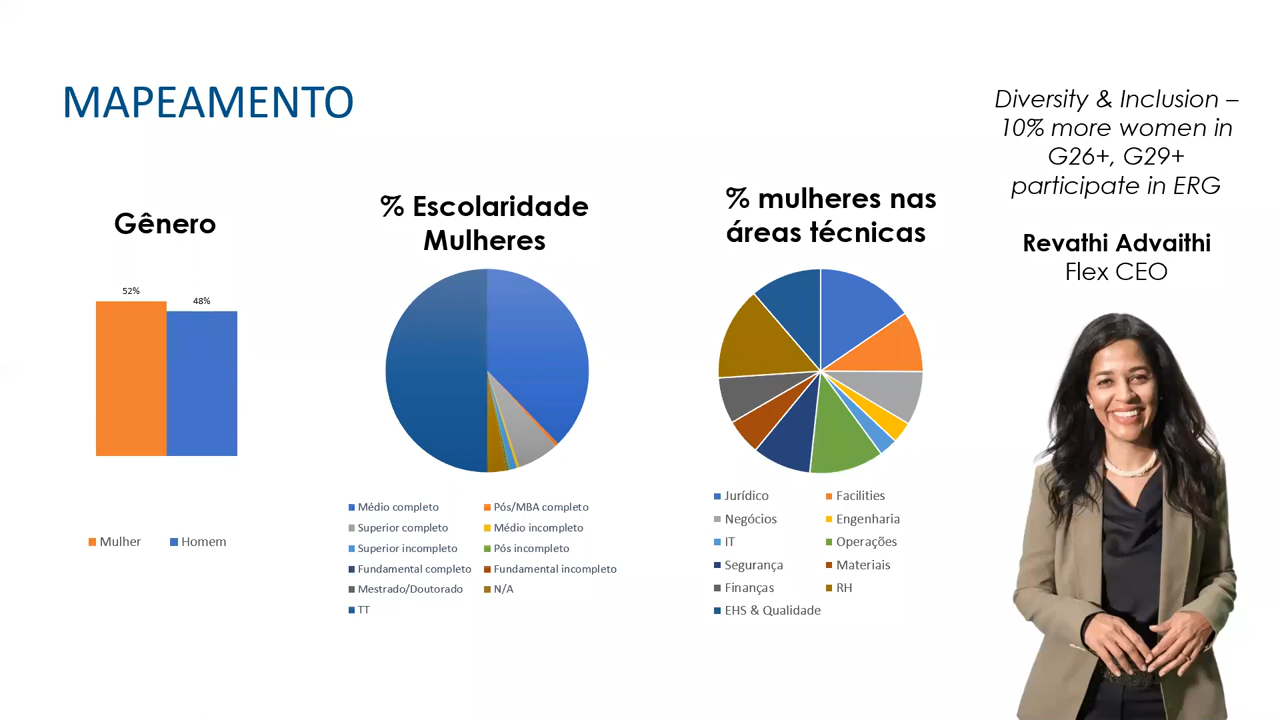 MAPEAMENTO
Diversity & Inclusion –
10% more women in
G26+, G29+
participate in ERG
Revathi Advaithi
Flex CEO
Gênero
52%
48%
Mulher
Homem
% Escolaridade
Mulheres
Médio completo
Pós/MBA completo
Superior completo
Médio incompleto
Superior incompleto
Pós incompleto
Fundamental completo
Fundamental incompleto
Mestrado/Doutorado
N/A
TT
% mulheres nas
áreas técnicas
Jurídico
Facilities
Negócios
Engenharia
IT
Operações
Segurança
Materiais
Finanças
RH
EHS & Qualidade